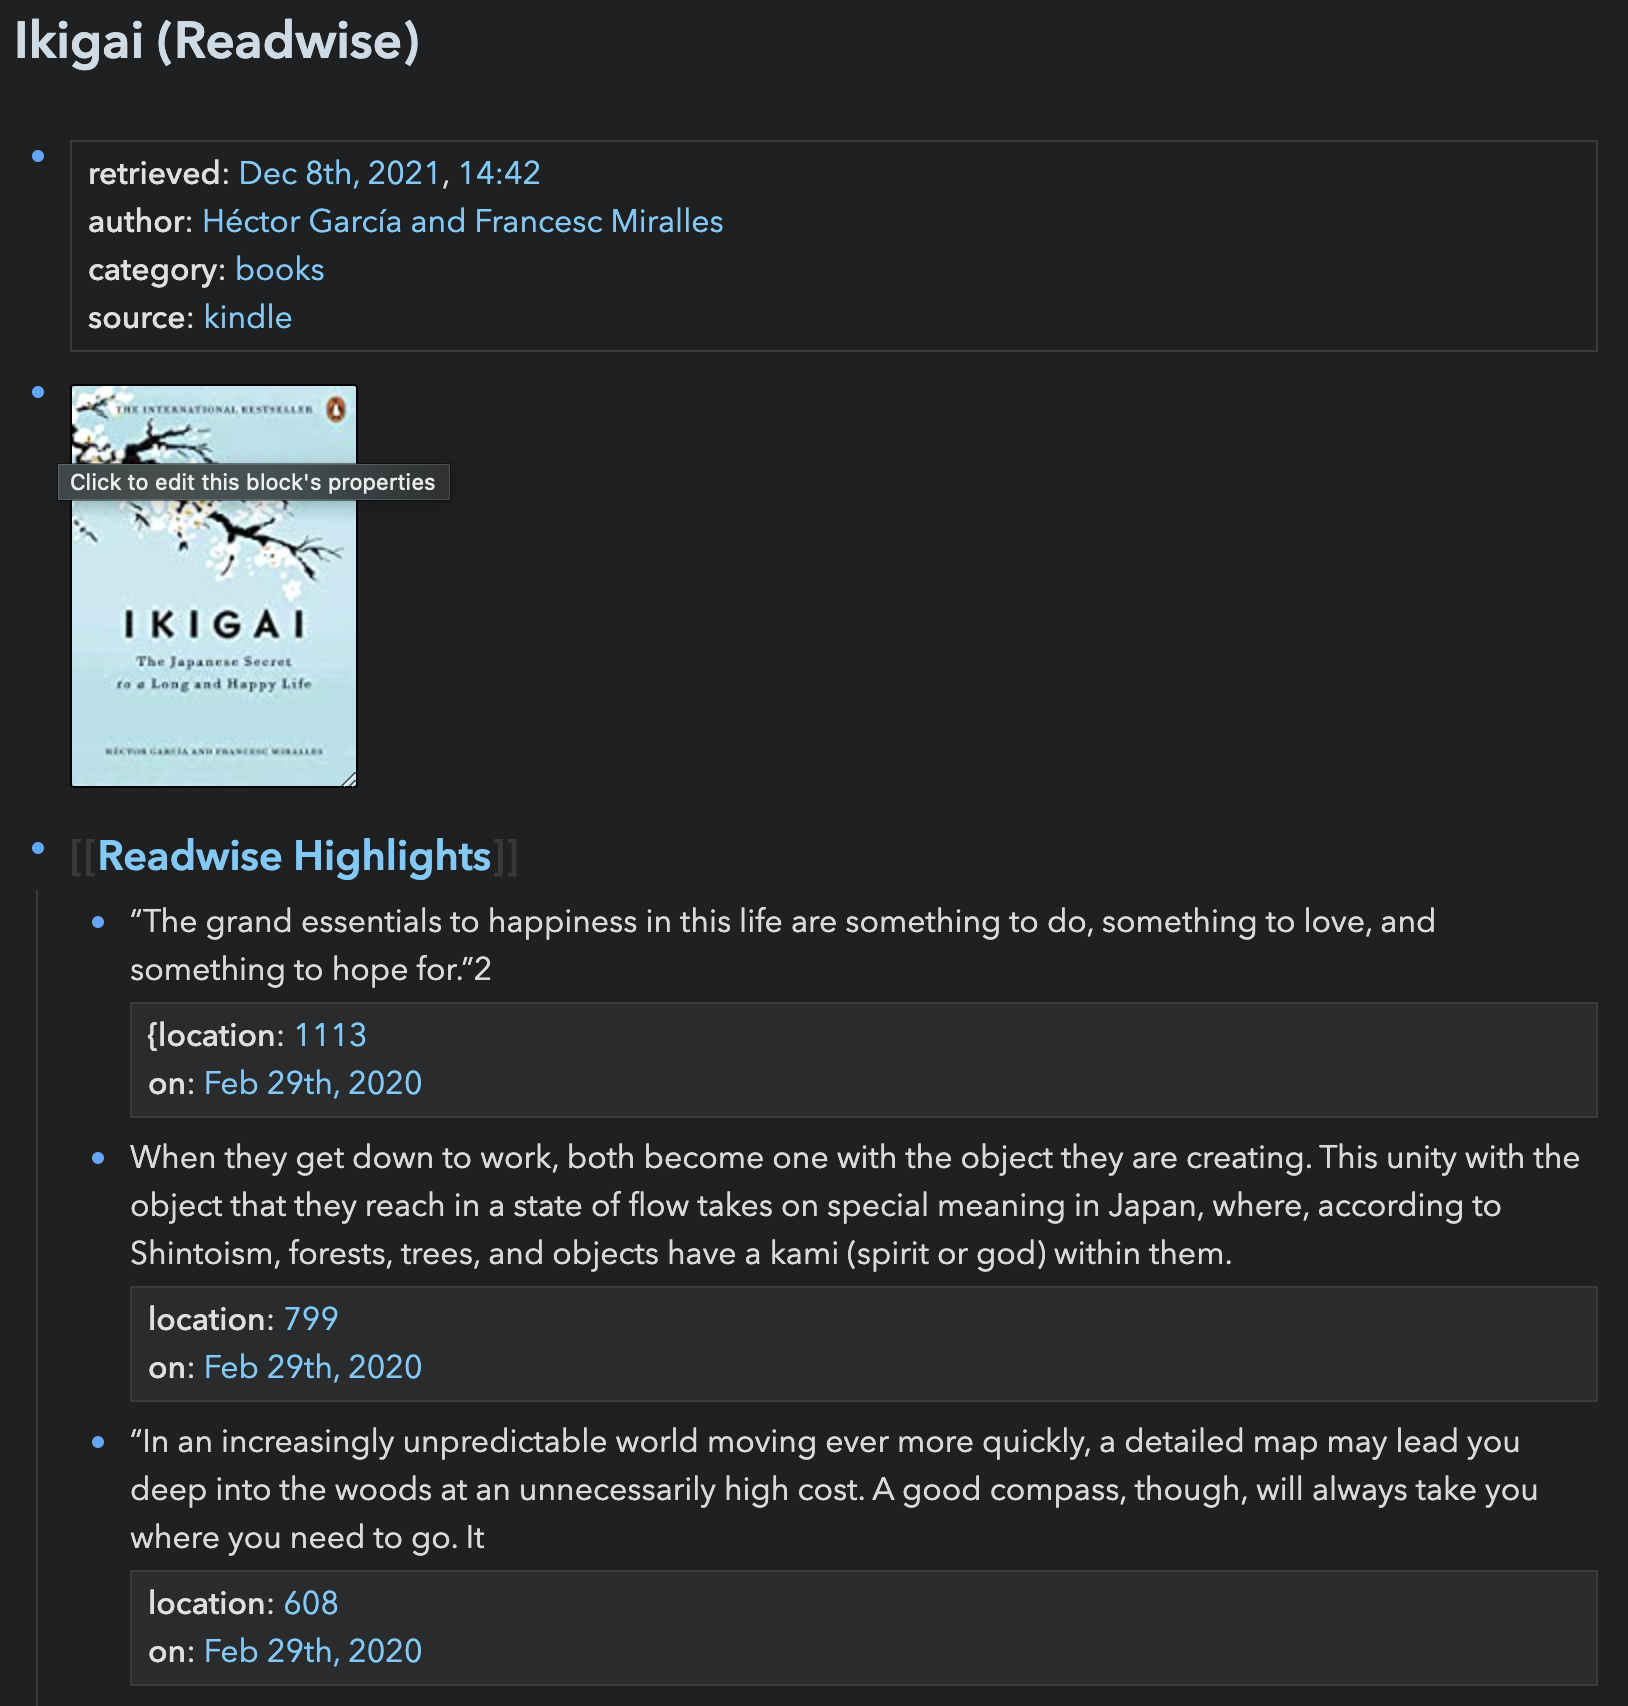 Ikigai (Readwise)
retrieved: Dec 8th, 2021, 14:42
author: Héctor García and Francesc Miralles
category: books
source: kindle
THE INTERNATIONAL BESTSELLER
Click to edit this block's properties
IKIGAI
The Japanese Secret
to a Long and Happy Life
HÉCTOR GARCÍA AND FRANCESC MIRALLES
[[Readwise Highlights]]
“The grand essentials to happiness in this life are something to do, something to love, and
something to hope for.”2
{location: 1113
on: Feb 29th, 2020
When they get down to work, both become one with the object they are creating. This unity with the
object that they reach in a state of flow takes on special meaning in Japan, where, according to
Shintoism, forests, trees, and objects have a kami (spirit or god) within them.
location: 799
on: Feb 29th, 2020
“In an increasingly unpredictable world moving ever more quickly, a detailed map may lead you
deep into the woods at an unnecessarily high cost. A good compass, though, will always take you
where you need to go. It
location: 608
on: Feb 29th, 2020